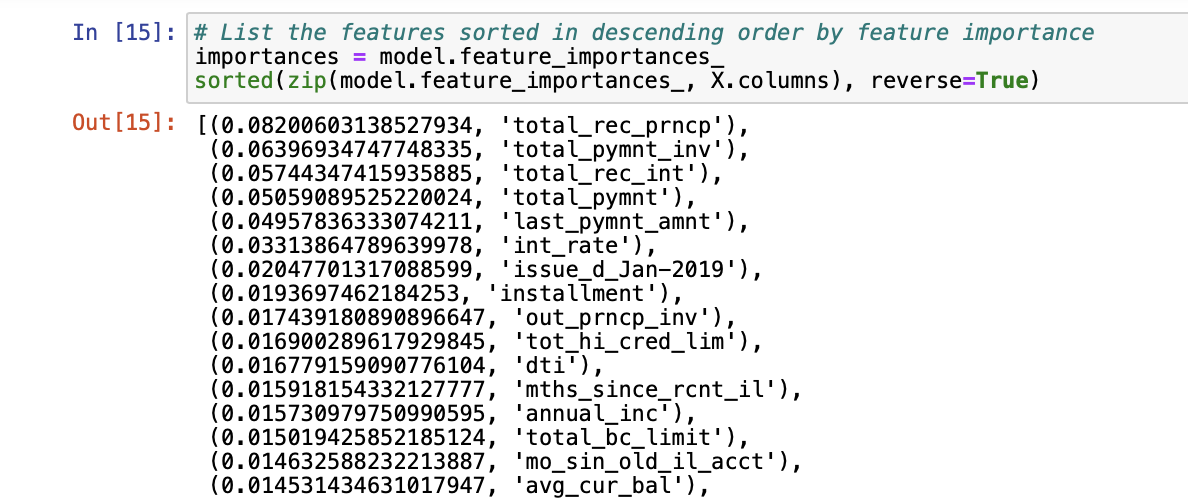 In [15]: # List the features sorted in descending order by feature importance
importances = model.feature_importances_
sorted(zip(model.feature_importances_, X.columns), reverse=True)
Out[15]: [(0.08200603138527934, 'total_rec_prncp'),
(0.06396934747748335, 'total_pymnt_inv'),
(0.05744347415935885, 'total_rec_int'),
(0.05059089525220024, 'total_pymnt'),
(0.04957836333074211, 'last_pymnt_amnt'),
(0.03313864789639978, 'int_rate'),
(0.02047701317088599, 'issue_d_Jan-2019'),
(0.0193697462184253, 'installment'),
(0.017439180890896647, 'out_prncp_inv'),
(0.016900289617929845, 'tot_hi_cred_lim'),
(0.016779159090776104, 'dti'),
(0.015918154332127777, 'mths_since_rcnt_il'),
(0.015730979750990595, 'annual_inc'),
(0.015019425852185124, 'total_bc_limit'),
(0.014632588232213887, 'mo_sin_old_il_acct'),
(0.014531434631017947, 'avg_cur_bal'),